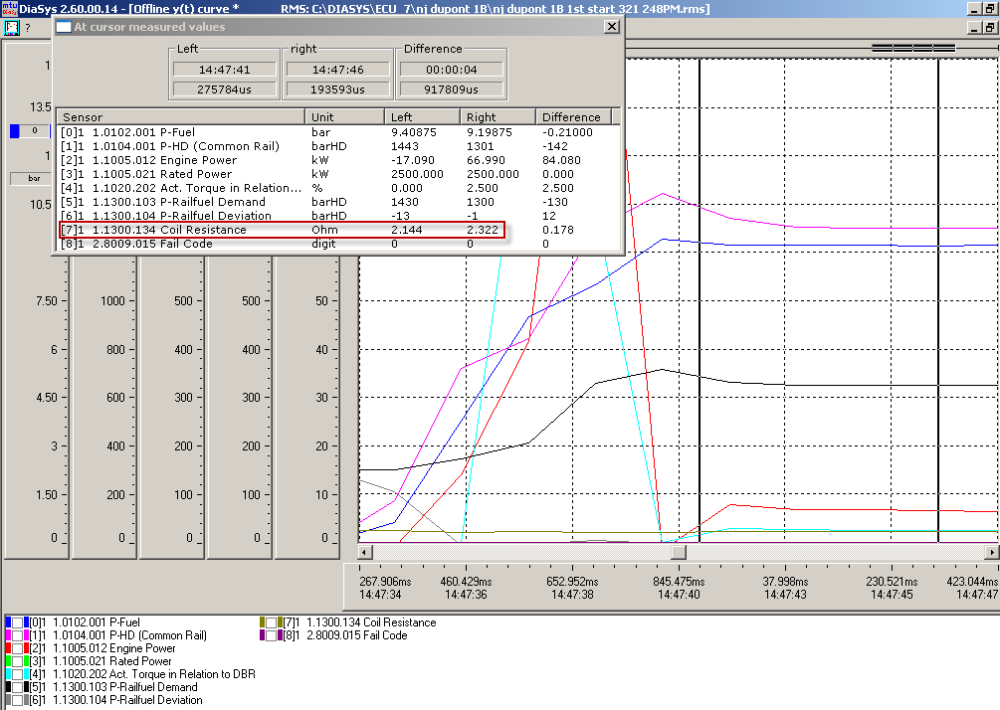 mtu DiaSys 2.60.00.14 - [Offline y(t) curve * RMS: C:\DIASYS\ECU_7\nj dupont 1B\nj dupont 1B 1st start 321 248PM.rms]
?
At cursor measured values
Left right Difference
14:47:41 14:47:46 00:00:04
275784us 193593us 917809us
Sensor Unit Left Right Difference
[0]1 1.0102.001 P-Fuel bar 9.40875 9.19875 -0.21000
[1]1 1.0104.001 P-HD (Common Rail) barHD 1443 1301 -142
[2]1 1.1005.012 Engine Power kW -17.090 66.990 84.080
[3]1 1.1005.021 Rated Power kW 2500.000 2500.000 0.000
[4]1 1.1020.202 Act. Torque in Relation... % 0.000 2.500 2.500
[5]1 1.1300.103 P-Railfuel Demand barHD 1430 1300 -130
[6]1 1.1300.104 P-Railfuel Deviation barHD -13 -1 12
[7]1 1.1300.134 Coil Resistance Ohm 2.144 2.322 0.178
[8]1 2.8009.015 Fail Code digit 0 0 0
1
13.5
0
1
bar
10.5
7.50 1000 500 500 50
6 800 400 400 40
4.50 600 300 300 30
3 400 200 200 20
1.50 200 100 100 10
0 0 0 0 0
267.906ms 460.429ms 652.952ms 845.475ms 37.998ms 230.521ms 423.044ms
14:47:34 14:47:36 14:47:38 14:47:40 14:47:43 14:47:45 14:47:47
[0]1 1.0102.001 P-Fuel [7]1 1.1300.134 Coil Resistance
[1]1 1.0104.001 P-HD (Common Rail) [8]1 2.8009.015 Fail Code
[2]1 1.1005.012 Engine Power
[3]1 1.1005.021 Rated Power
[4]1 1.1020.202 Act. Torque in Relation to DBR
[5]1 1.1300.103 P-Railfuel Demand
[6]1 1.1300.104 P-Railfuel Deviation